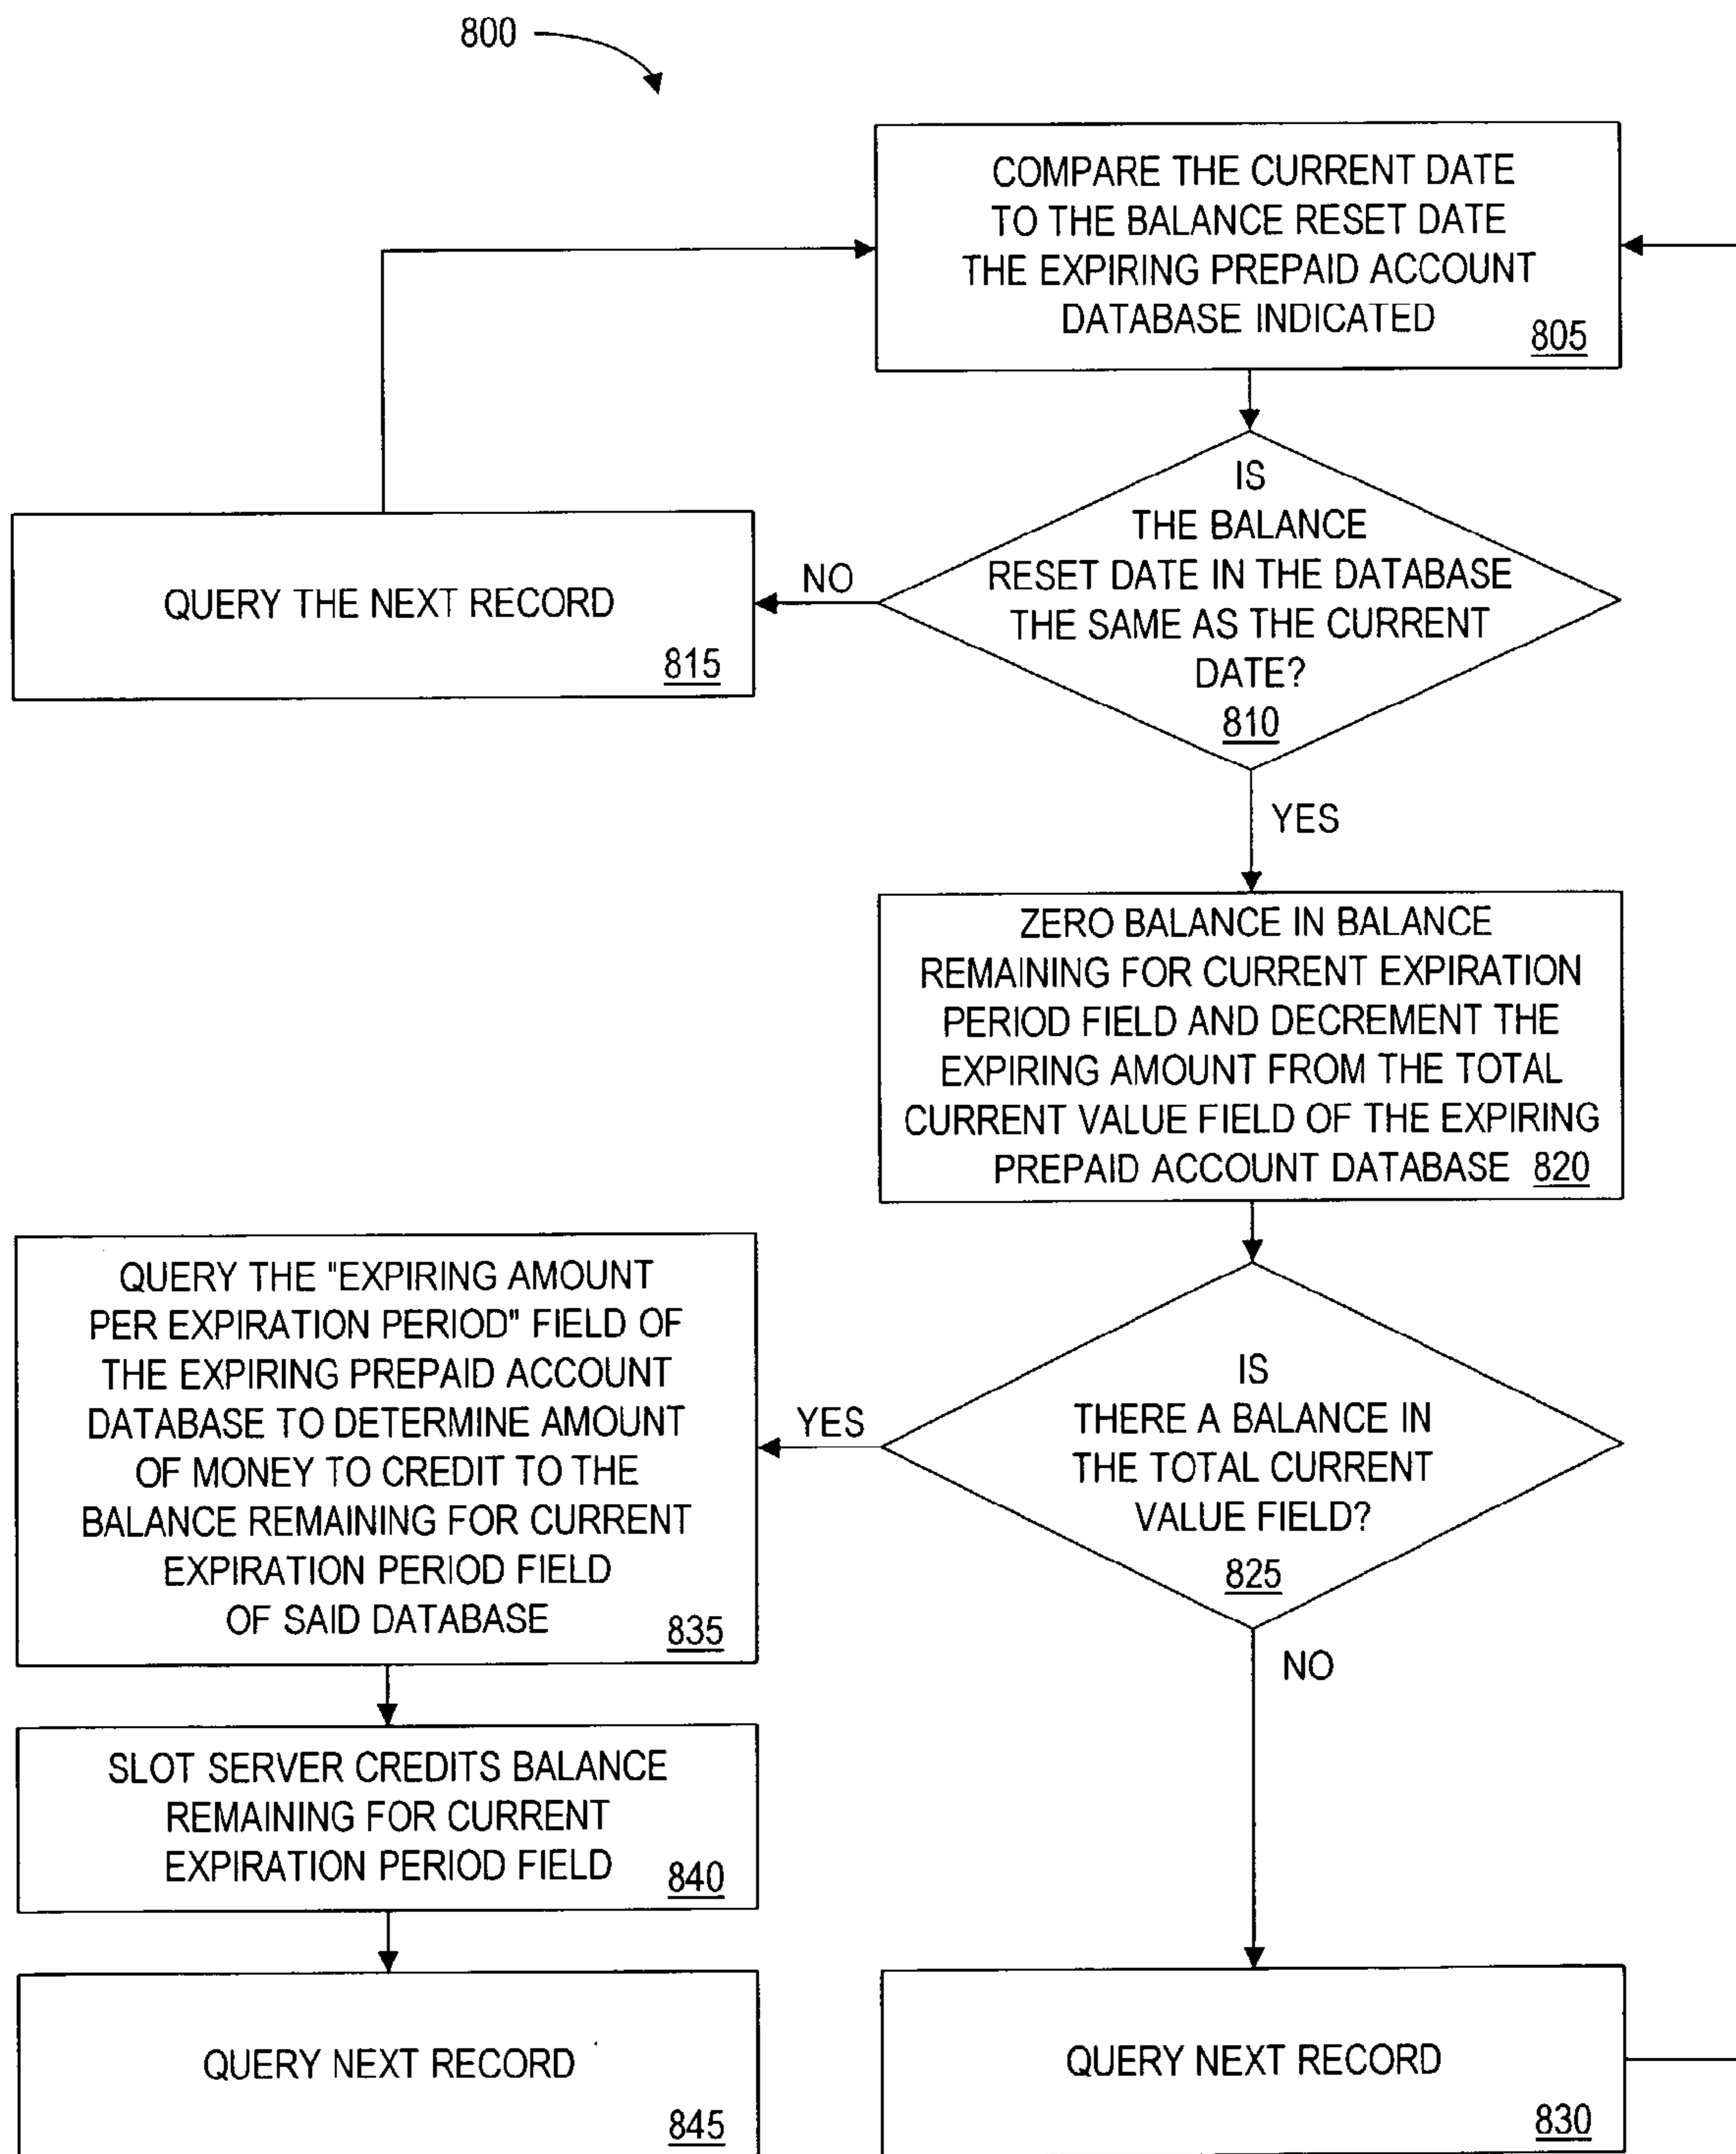 800
COMPARE THE CURRENT DATE
TO THE BALANCE RESET DATE
THE EXPIRING PREPAID ACCOUNT
DATABASE INDICATED
805
IS
THE BALANCE
RESET DATE IN THE DATABASE
THE SAME AS THE CURRENT
DATE?
810
NO
QUERY THE NEXT RECORD
815
YES
ZERO BALANCE IN BALANCE
REMAINING FOR CURRENT EXPIRATION
PERIOD FIELD AND DECREMENT THE
EXPIRING AMOUNT FROM THE TOTAL
CURRENT VALUE FIELD OF THE EXPIRING
PREPAID ACCOUNT DATABASE 820
IS
THERE A BALANCE IN
THE TOTAL CURRENT
VALUE FIELD?
825
YES
QUERY THE "EXPIRING AMOUNT
PER EXPIRATION PERIOD" FIELD OF
THE EXPIRING PREPAID ACCOUNT
DATABASE TO DETERMINE AMOUNT
OF MONEY TO CREDIT TO THE
BALANCE REMAINING FOR CURRENT
EXPIRATION PERIOD FIELD
OF SAID DATABASE
835
NO
SLOT SERVER CREDITS BALANCE
REMAINING FOR CURRENT
EXPIRATION PERIOD FIELD
840
QUERY NEXT RECORD
845
QUERY NEXT RECORD
830